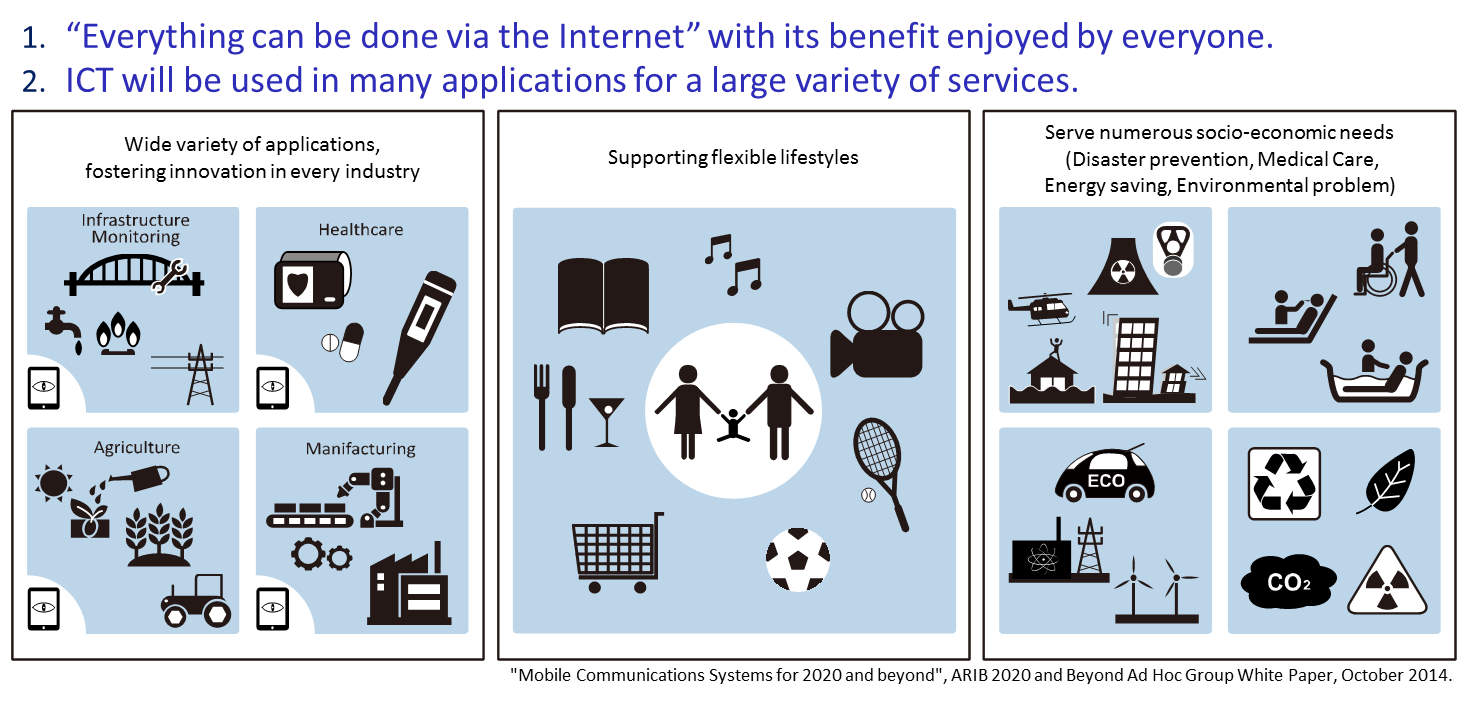 1. “Everything can be done via the Internet” with its benefit enjoyed by everyone.
2. ICT will be used in many applications for a large variety of services.
Wide variety of applications,
fostering innovation in every industry
Infrastructure
Monitoring
Healthcare
Agriculture
Manifacturing
Supporting flexible lifestyles
Serve numerous socio-economic needs
(Disaster prevention, Medical Care,
Energy saving, Environmental problem)
ECO
CO₂
"Mobile Communications Systems for 2020 and beyond", ARIB 2020 and Beyond Ad Hoc Group White Paper, October 2014.